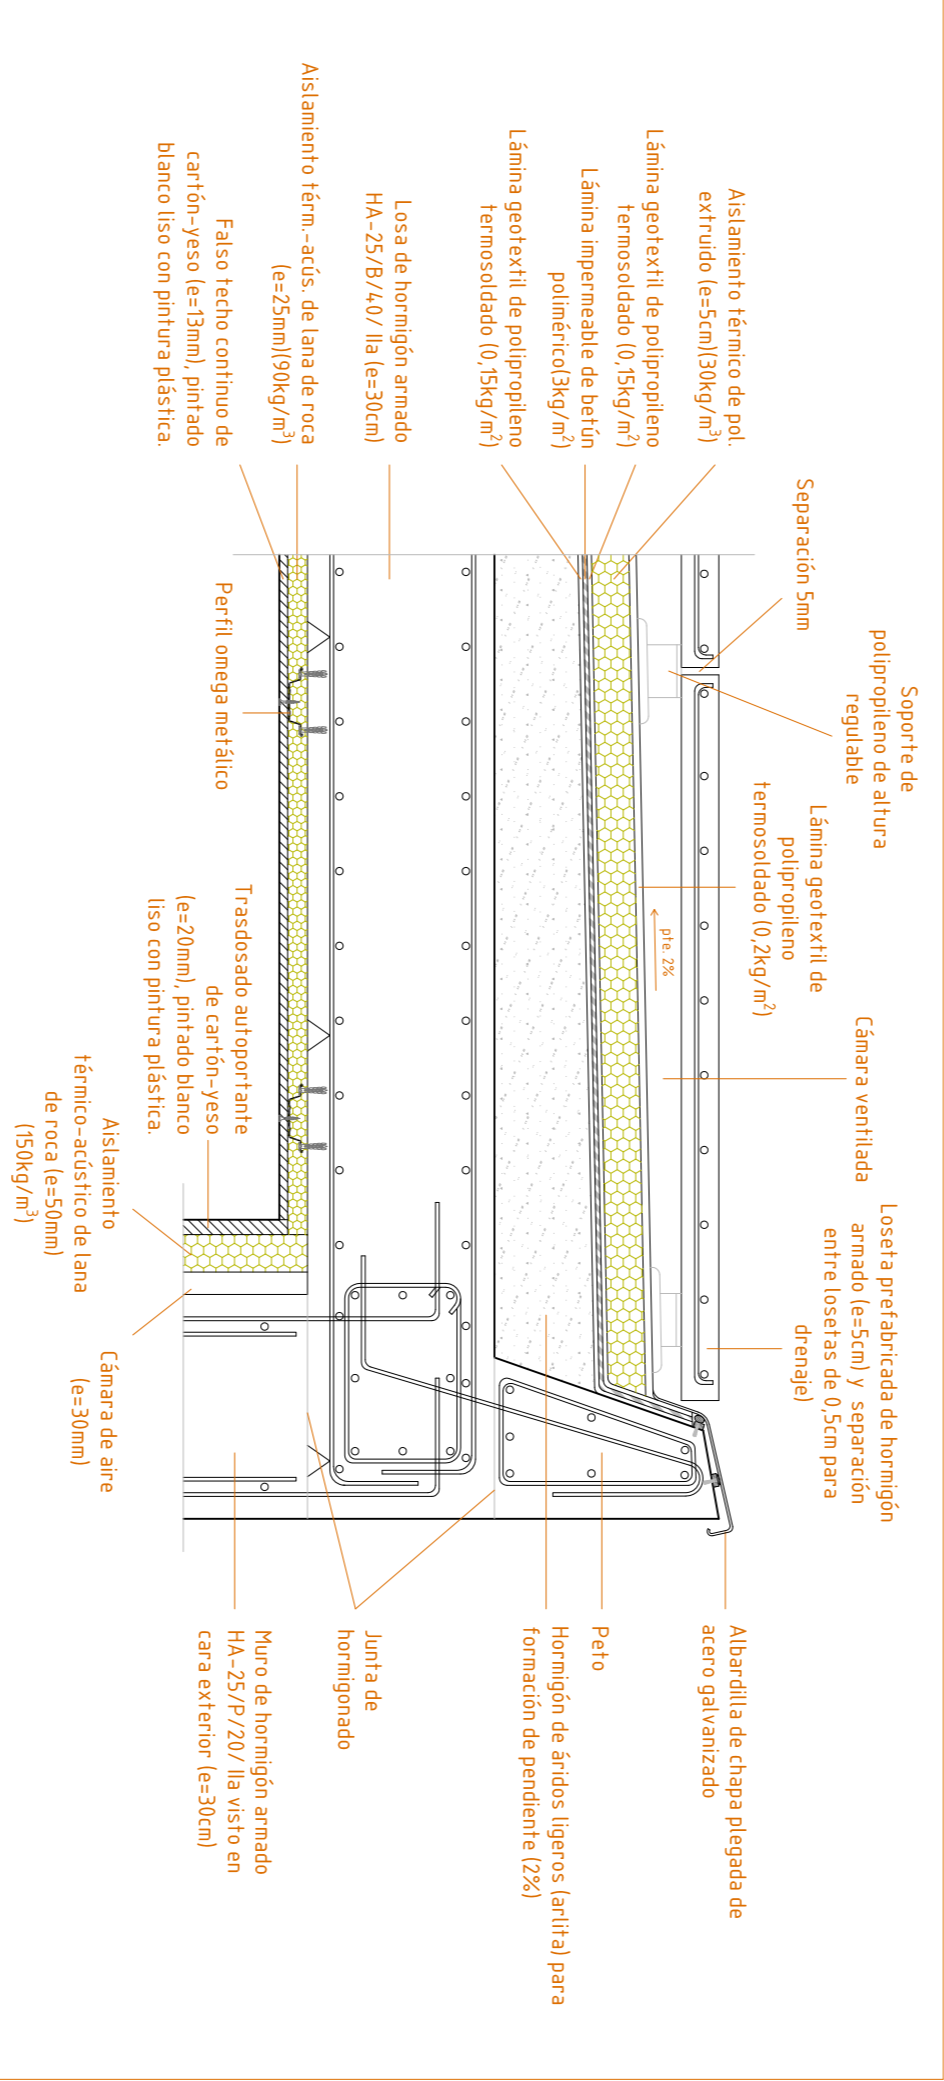 Aislamiento térmico de pol.
extruido (e=5cm)(30kg/m³)
Lámina geotextil de polipropileno
termosoldado (0,15kg/m²)
Lámina impermeable de betún
polimérico(3kg/m²)
Lámina geotextil de polipropileno
termosoldado (0,15kg/m²)
Losa de hormigón armado
HA-25/B/40/ IIa (e=30cm)
Aislamiento térm.-acús. de lana de roca
(e=25mm)(90kg/m³)
Falso techo continuo de
cartón-yeso (e=13mm), pintado
blanco liso con pintura plástica.
Separación 5mm
Soporte de
polipropileno de altura
regulable
Lámina geotextil de
polipropileno
termosoldado (0,2kg/m²)
pte. 2%
Cámara ventilada
Loseta prefabricada de hormigón
armado (e=5cm) y separación
entre losetas de 0,5cm para
drenaje)
Perfil omega metálico
Trasdosado autoportante
de cartón-yeso
(e=20mm), pintado blanco
liso con pintura plástica.
Aislamiento
térmico-acústico de lana
de roca (e=50mm)
(150kg/m³)
Cámara de aire
(e=30mm)
Albardilla de chapa plegada de
acero galvanizado
Peto
Hormigón de áridos ligeros (arlita) para
formación de pendiente (2%)
Junta de
hormigonado
Muro de hormigón armado
HA-25/P/20/ IIa visto en
cara exterior (e=30cm)